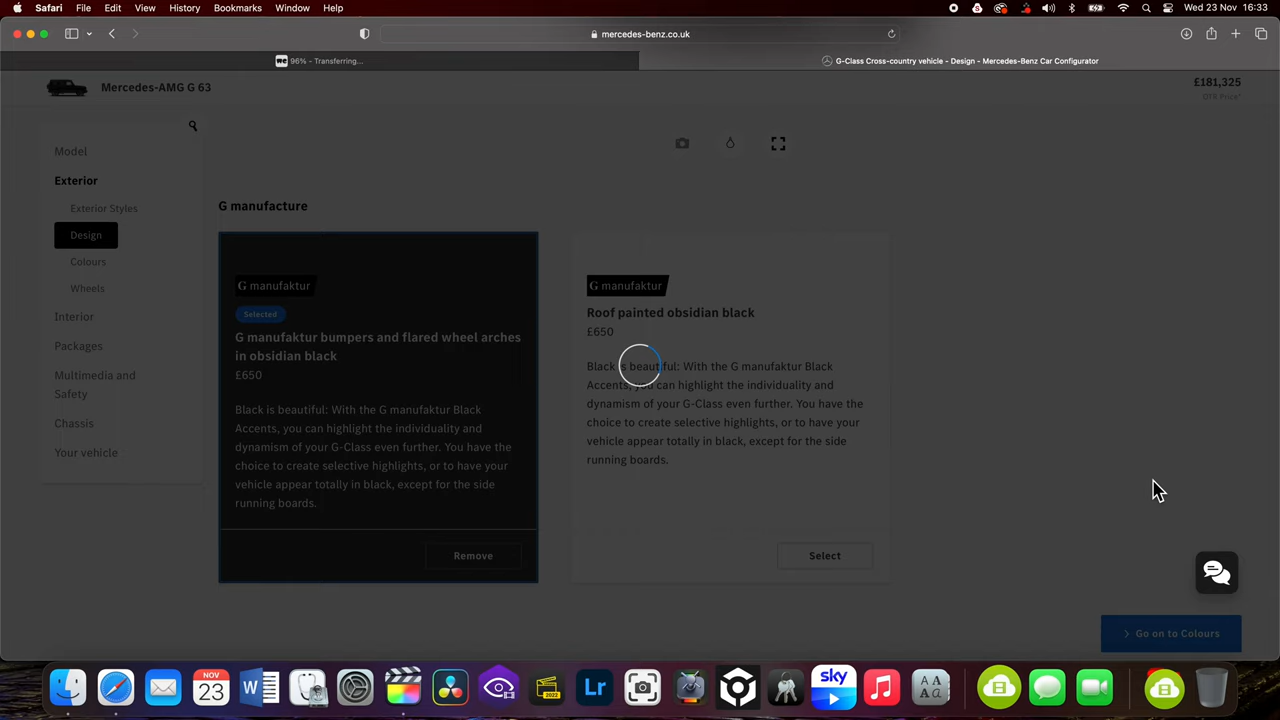 Safari File Edit View History Bookmarks Window Help Wed 23 Nov 16:33
mercedes-benz.co.uk
96% - Transferring... G-Class Cross-country vehicle - Design - Mercedes-Benz Car Configurator
Mercedes-AMG G 63
£181,325
OTR Price*
Model
Exterior
Exterior Styles
Design
Colours
Wheels
Interior
Packages
Multimedia and
Safety
Chassis
Your vehicle
G manufacture
G manufaktur
Selected
G manufaktur bumpers and flared wheel arches
in obsidian black
£650
Black is beautiful: With the G manufaktur Black
Accents, you can highlight the individuality and
dynamism of your G-Class even further. You have the
choice to create selective highlights, or to have your
vehicle appear totally in black, except for the side
running boards.
Remove
G manufaktur
Roof painted obsidian black
£650
Black is beautiful: With the G manufaktur Black
Accents, you can highlight the individuality and
dynamism of your G-Class even further. You have the
choice to create selective highlights, or to have your
vehicle appear totally in black, except for the side
running boards.
Select
Go on to Colours
NOV
23
W
2022
Lr
sky
AA
Aa